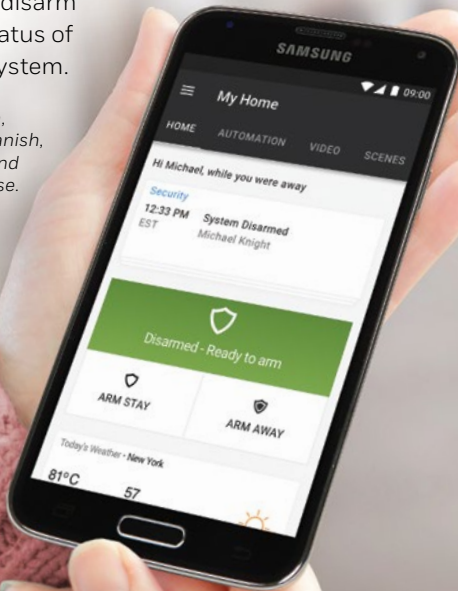 disarm
atus of
ystem.
nish,
nd
se.
SAMSUNG
09:00
My Home
HOME AUTOMATION VIDEO SCENES
Hi Michael, while you were away
Security
12:33 PM System Disarmed
EST Michael Knight
Disarmed - Ready to arm
ARM STAY ARM AWAY
Today's Weather • New York
81°C 57